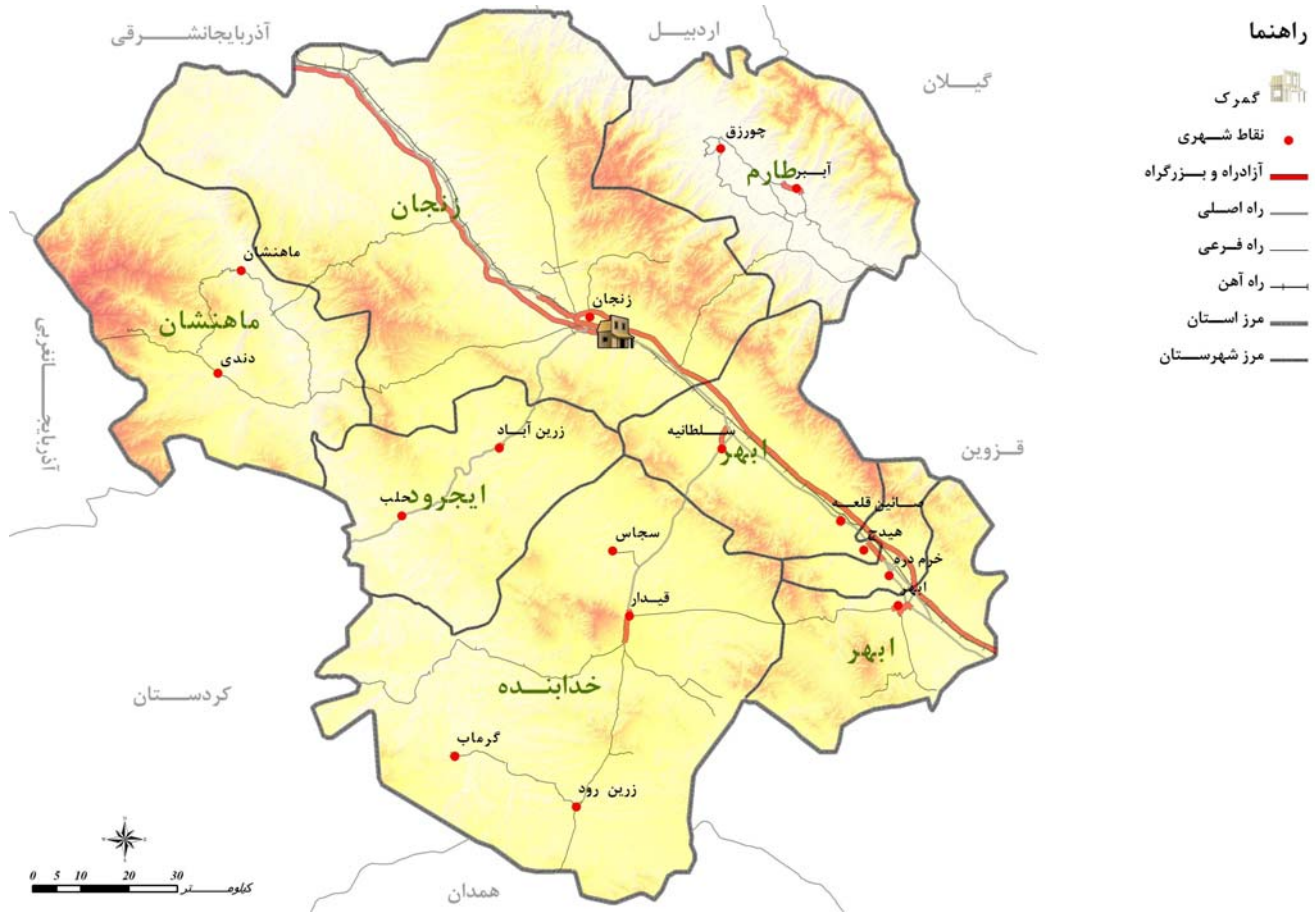 راهنما
گمرک
نقاط شهری
آزادراه و بزرگراه
راه اصلی
راه فرعی
راه آهن
مرز استان
مرز شهرستان
آذربایجانشرقی
اردبیل
گیلان
چورزق
آببر
طارم
زنجان
ماهنشان
زنجان
ماهنشان
دندی
آذربایجانغربی
زرین آباد
سلطانیه
ابهر
قزوین
ایجرود
حلب
صائین قلعه
هیدج
سجاس
خرم دره
ابهر
قیدار
ابهر
خدابنده
کردستان
گرماب
زرین رود
همدان
0 5 10 20 30
کیلومتر